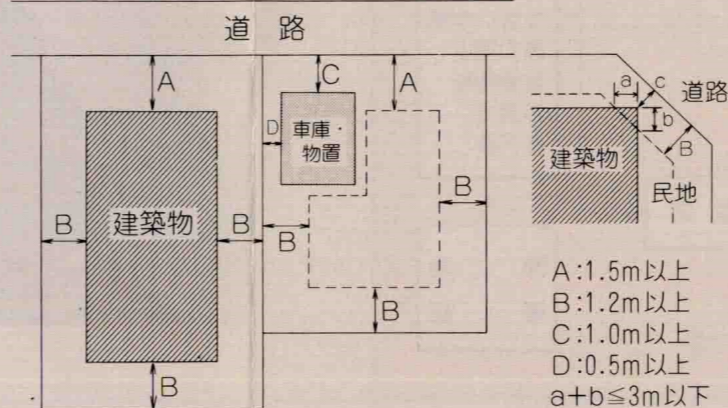 道路
A
C
A
a
c
道路
b
D
車庫・
物置
B
建築物
民地
B
建築物
B
B
B
B
B
A:1.5m以上
B:1.2m以上
C:1.0m以上
D:0.5m以上
a+b≦3m以下